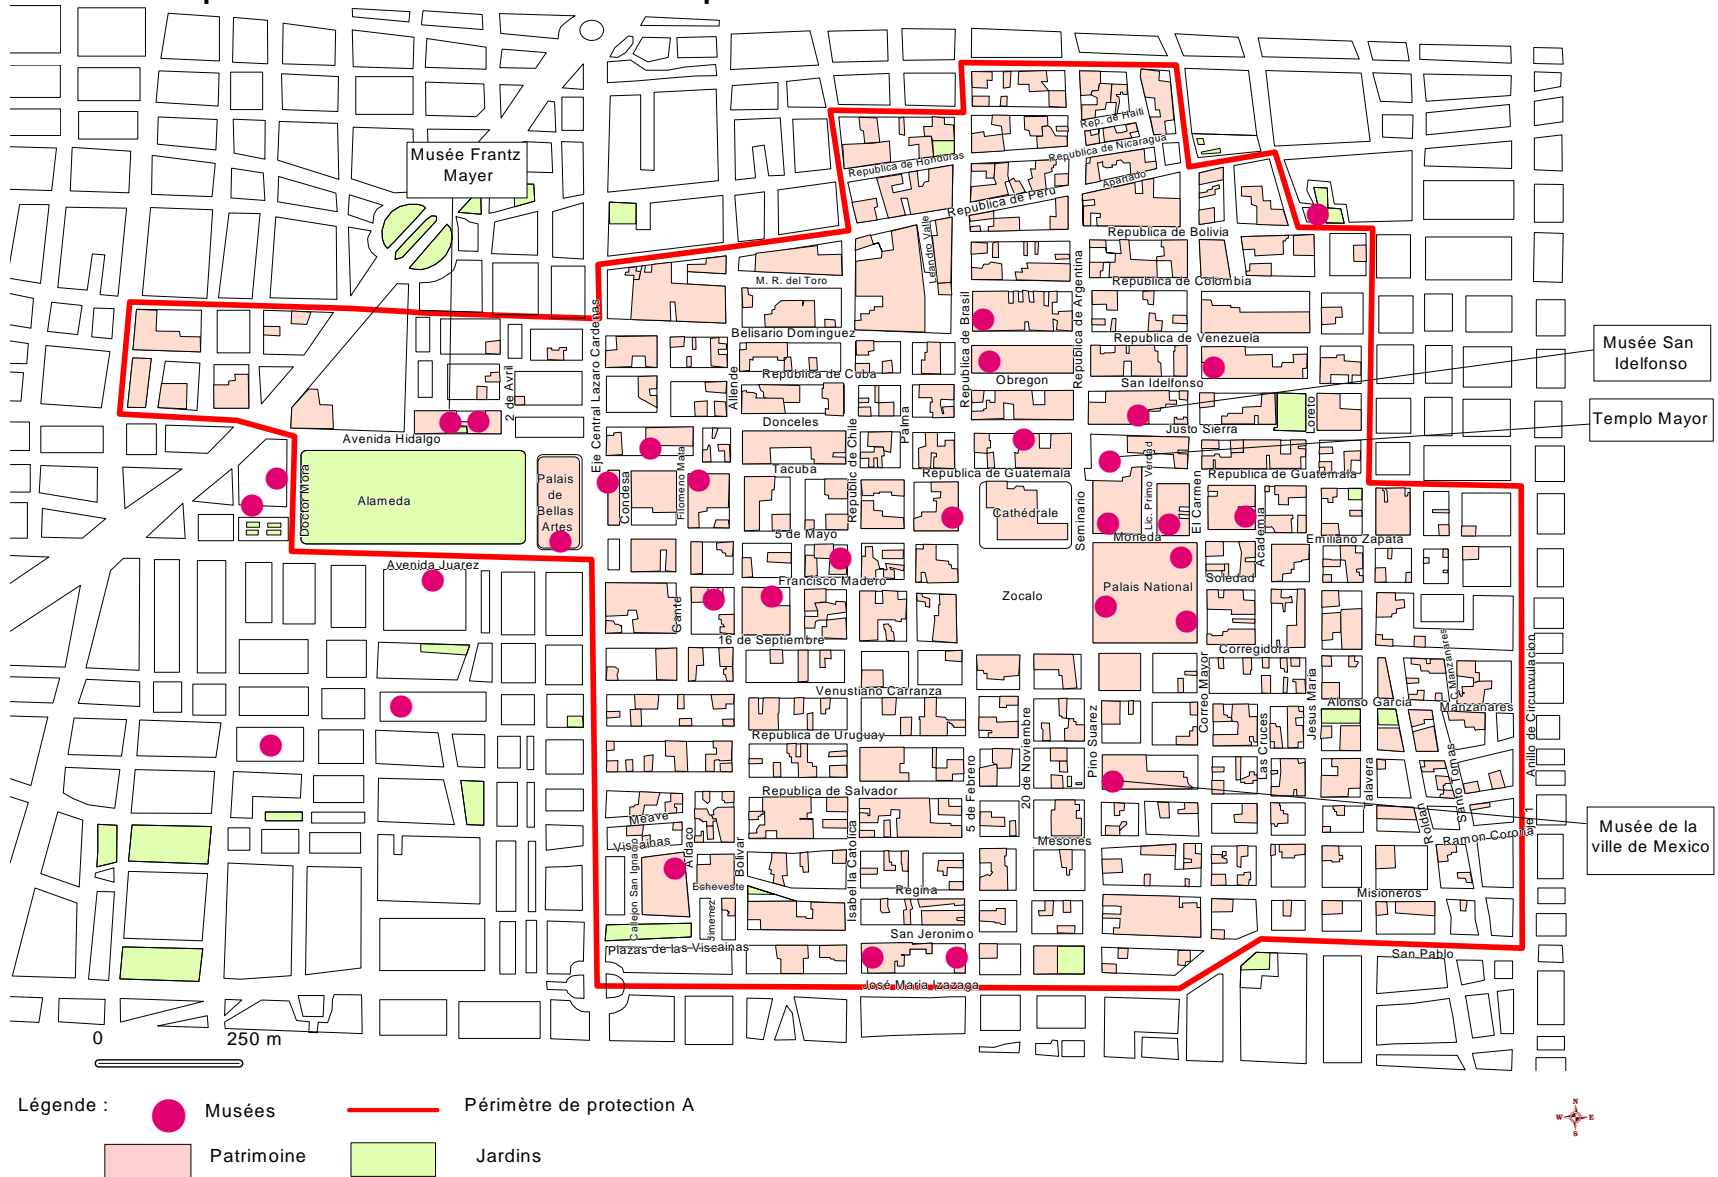 Musée Frantz
Mayer
Rep. de Haiti
Republica de Nicaragua
Republica de Honduras
Apartado
Republica de Peru
Leandro Valle
Republica de Bolivia
M. R. del Toro
Republica de Colombia
Eje Central Lazaro Cardenas
Republica de Brasil
Republica de Argentina
Belisario Dominguez
Republica de Venezuela
Musée San
Idelfonso
Allende
Republica de Cuba
Obregon
San Idelfonso
2 de Avril
Palma
Loreto
Templo Mayor
Donceles
Republic de Chile
Justo Sierra
Avenida Hidalgo
Filomeno Mata
Tacuba
Republica de Guatemala
Lic. Primo Verdad
Republica de Guatemala
Doctor Mora
Alameda
Palais
de
Bellas
Artes
Condesa
Cathédrale
Seminario
El Carmen
Academia
5 de Mayo
Moneda
Emiliano Zapata
Avenida Juarez
Francisco Madero
Soledad
Palais National
Zocalo
Gante
16 de Septiembre
Corregidora
C. Manzanares
Anillo de Circunvulacion
Correo Mayor
Jesus Maria
Venustiano Carranza
Alonso Garcia
Manzanares
20 de Noviembre
Pino Suarez
Republica de Uruguay
Las Cruces
5 de Febrero
Talavera
Santo Tomas
Republica de Salvador
Meave
Roldan
Eje 1
Musée de la
ville de Mexico
Viscainas
Aldaco
Bolivar
Isabel la Catolica
Mesones
Ramon Corona
Callejon San Ignacio
Echeveste
Jimemez
Regina
Misioneros
San Jeronimo
Plazas de las Viscainas
San Pablo
José Maria Izazaga
0
250 m
Légende :
Musées
Périmètre de protection A
Patrimoine
Jardins
N
W
E
S